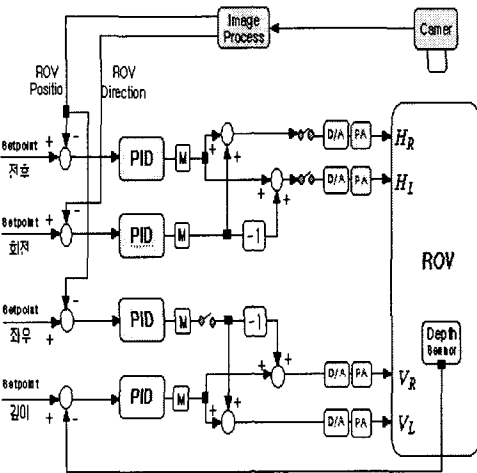 Image
Process
Camer
ROV
Positio
ROV
Direction
Setpoint
전후
+
-
PID
M
+
+
D/A
PA
H_R
+
+
D/A
PA
H_I
Setpoint
회전
+
-
PID
M
-1
ROV
Setpoint
좌우
+
-
PID
M
-1
Depth
Sensor
Setpoint
깊이
+
-
PID
M
+
+
D/A
PA
V_R
+
+
D/A
PA
V_L